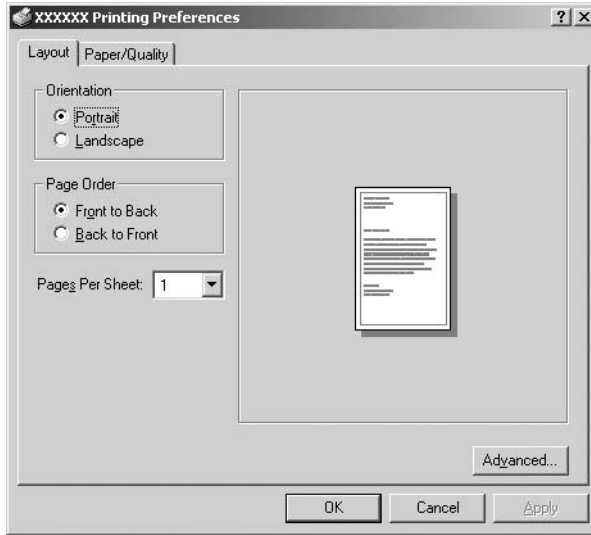 XXXXXX Printing Preferences
Layout
Paper/Quality
Orientation
Portrait
Landscape
Page Order
Front to Back
Back to Front
Pages Per Sheet: 1
Advanced...
OK
Cancel
Apply